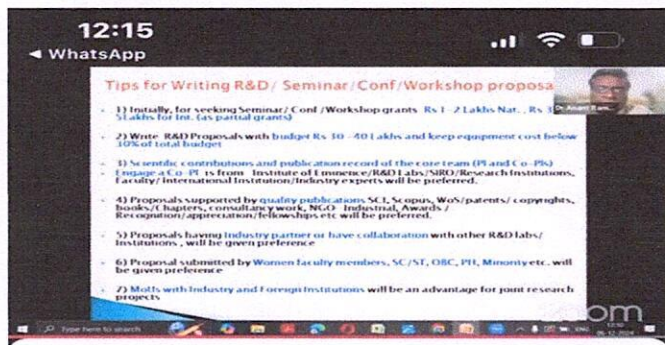 12:15
◄ WhatsApp
Tips for Writing R&D/ Seminar/Conf/Workshop proposa
1) Initially, for seeking Seminar/ Conf /Workshop grants Rs 1 -2 Lakhs Nat. , Rs 3
5Lakhs for Int. (as partial grants)
2) Write R&D Proposals with budget Rs 30 -40 Lakhs and keep equipment cost below
of total budget
3) Scientific contributions and publication record of the core team (PI and Co-PIs)
Engage a Co-PI is from Institute of Eminence/R&D Labs/SIRO/Research Institutions,
Faculty/ International Institution/Industry experts will be preferred.
4) Proposals supported by quality publications SCI, Scopus, WoS/patents/ copyrights,
books/Chapters, consultancy work, NGO -Industrial, Awards /
Recognition/appreciation/fellowships etc will be preferred.
5) Proposals having Industry partner or have collaboration with other R&D labs/
Institutions , will be given preference
6) Proposal submitted by Women faculty members, SC/ST, OBC, PH, Minority etc. will
be given preference
7) with Industry and Foreign Institutions will be an advantage for joint research
projects
oom
Type here to search
ENG